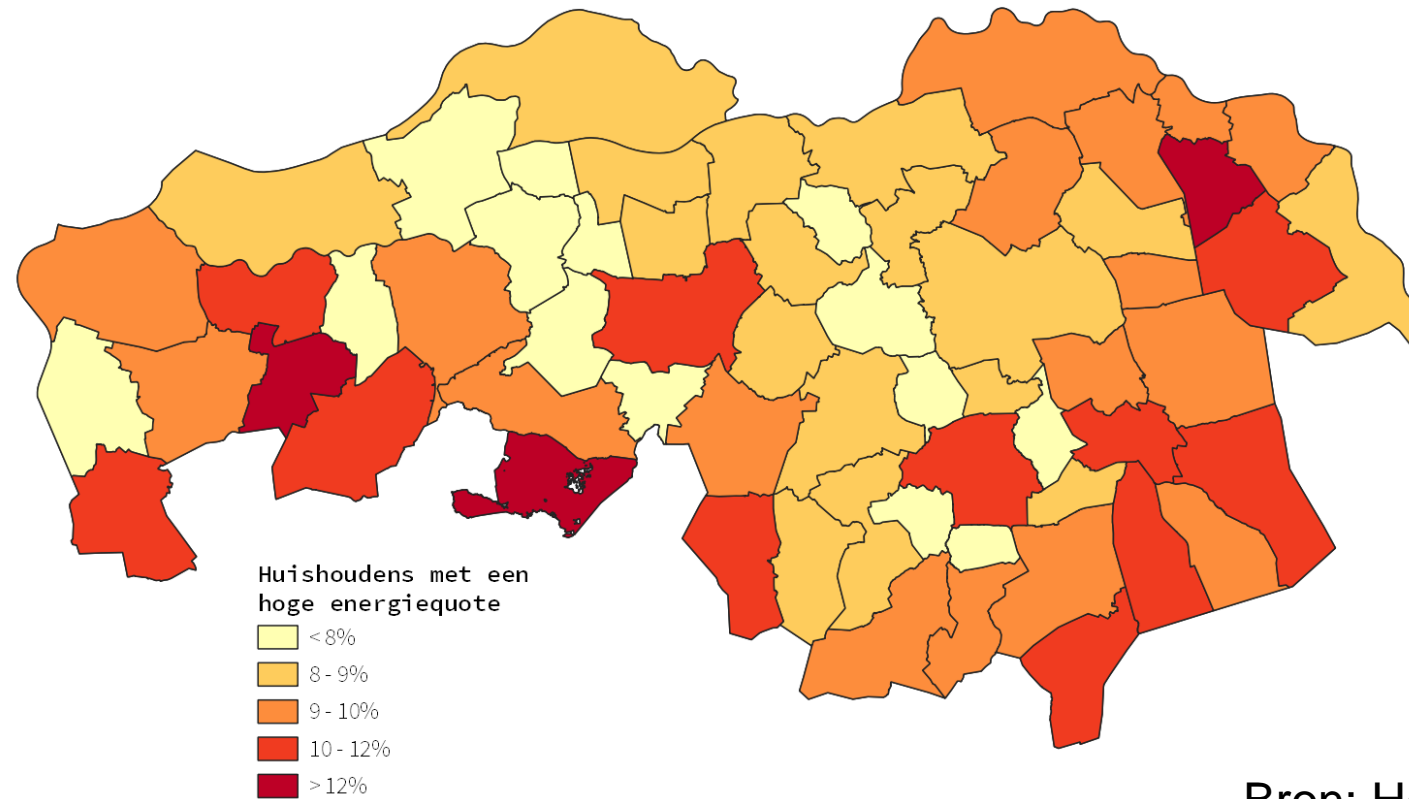 Huishoudens met een
hoge energiequote
< 8%
8 - 9%
9 - 10%
10 - 12%
> 12%